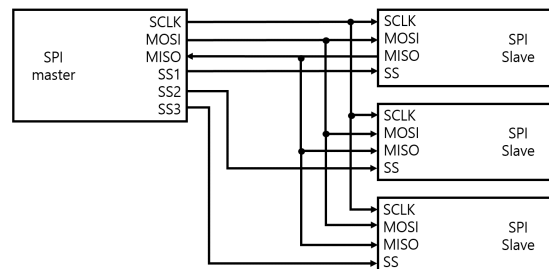 SPI
master
SCLK
MOSI
MISO
SS1
SS2
SS3
SCLK
MOSI
MISO
SS
SPI
Slave
SCLK
MOSI
MISO
SS
SPI
Slave
SCLK
MOSI
MISO
SS
SPI
Slave